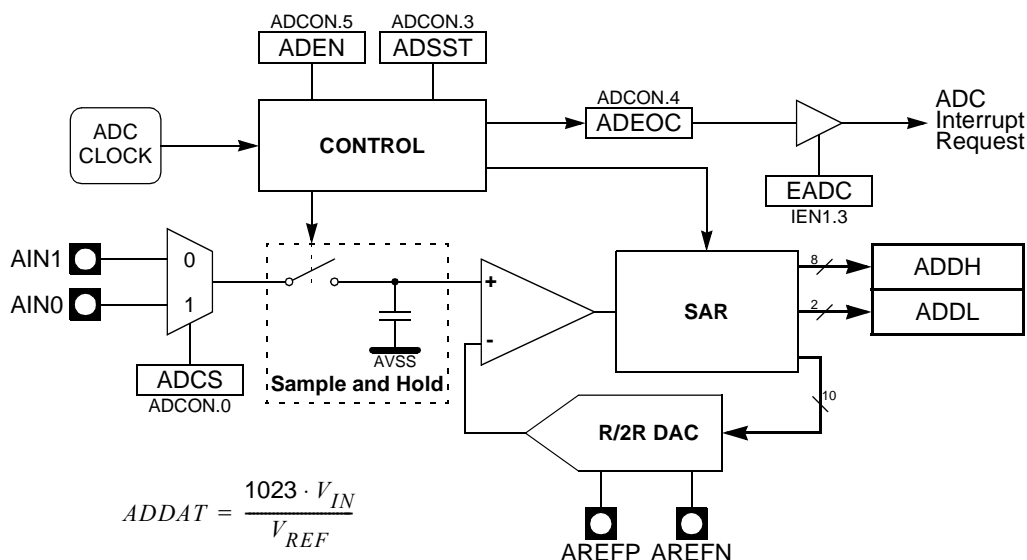 ADCON.5
ADEN
ADCON.3
ADSST
ADC
CLOCK
CONTROL
ADCON.4
ADEOC
ADC
Interrupt
Request
EADC
IEN1.3
AIN1
AIN0
0
1
ADCS
ADCON.0
AVSS
Sample and Hold
+
-
SAR
8
ADDH
2
ADDL
10
R/2R DAC
AREFP
AREFN
ADDAT = 1023 · V_IN / V_REF